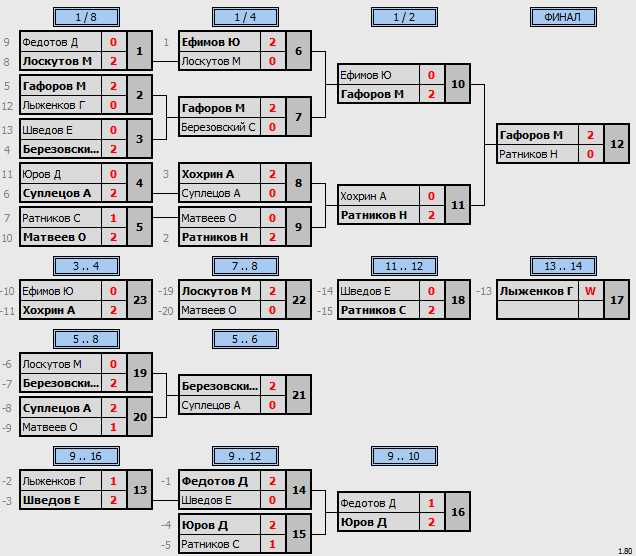 1 / 8 1 / 4 1 / 2 ФИНАЛ
9 Федотов Д 0 1
8 Лоскутов М 2
1 Ефимов Ю 2 6
Лоскутов М 0
5 Гафоров М 2 2
12 Лыженков Г 0
Ефимов Ю 0 10
Гафоров М 2
13 Шведов Е 0 3
4 Березовски... 2
Гафоров М 2 7
Березовский С 0
Гафоров М 2 12
Ратников Н 0
11 Юров Д 0 4
6 Суплецов А 2
3 Хохрин А 2 8
Суплецов А 0
7 Ратников С 1 5
10 Матвеев О 2
Матвеев О 0 9
2 Ратников Н 2
Хохрин А 0 11
Ратников Н 2
3 .. 4 7 .. 8 11 .. 12 13 .. 14
-10 Ефимов Ю 0 23
-11 Хохрин А 2
-19 Лоскутов М 2 22
-20 Матвеев О 0
-14 Шведов Е 0 18
-15 Ратников С 2
-13 Лыженков Г W 17
5 .. 8 5 .. 6
-6 Лоскутов М 0 19
-7 Березовски... 2
-8 Суплецов А 2 20
-9 Матвеев О 1
Березовски... 2 21
Суплецов А 0
9 .. 16 9 .. 12 9 .. 10
-2 Лыженков Г 1 13
-3 Шведов Е 2
-1 Федотов Д 2 14
Шведов Е 0
-4 Юров Д 2 15
-5 Ратников С 1
Федотов Д 1 16
Юров Д 2
1.80